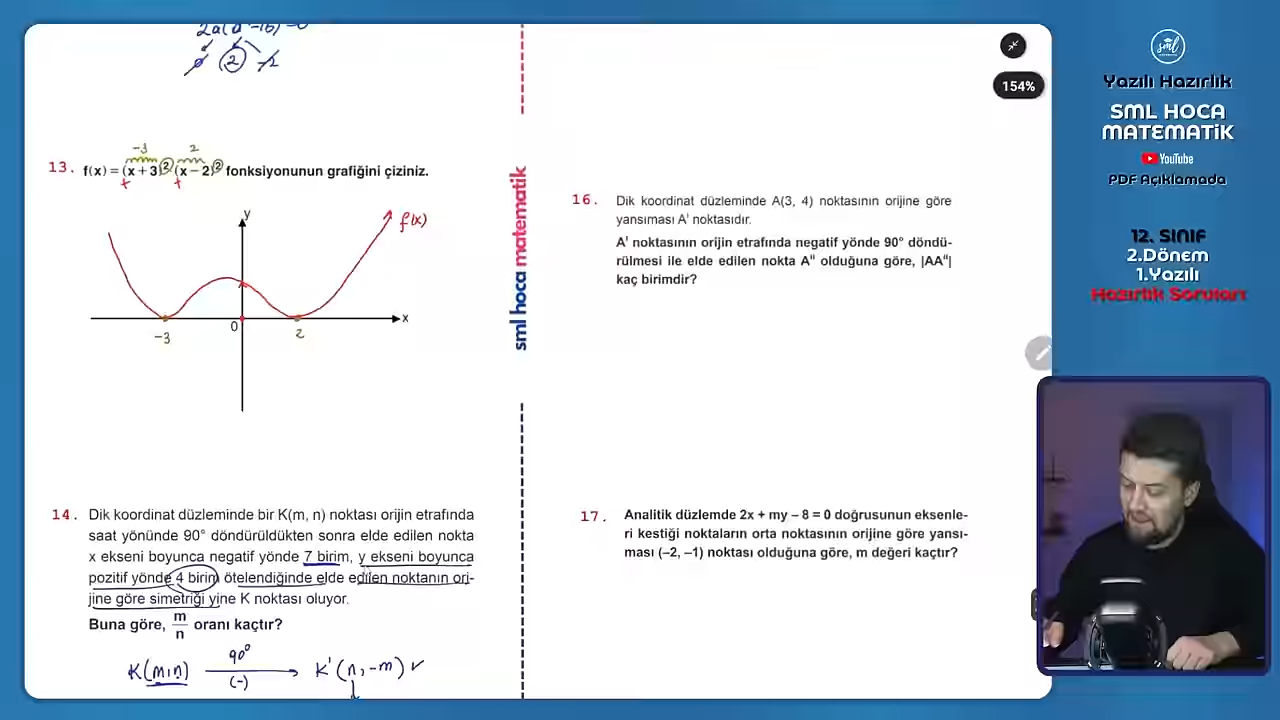 13. f(x) = (x + 3)² (x – 2)² fonksiyonunun grafiğini çiziniz.
-3
2
+
+
y
f(x)
x
-3
0
2
14. Dik koordinat düzleminde bir K(m, n) noktası orijin etrafında
saat yönünde 90° döndürüldükten sonra elde edilen nokta
x ekseni boyunca negatif yönde 7 birim, y ekseni boyunca
pozitif yönde 4 birim ötelendiğinde elde edilen noktanın ori-
jine göre simetriği yine K noktası oluyor.
Buna göre, m/n oranı kaçtır?
K(m,n)
90°
(-)
K'(n,-m)
sml hoca matematik
16. Dik koordinat düzleminde A(3, 4) noktasının orijine göre
yansıması A' noktasıdır.
A' noktasının orijin etrafında negatif yönde 90° döndü-
rülmesi ile elde edilen nokta A" olduğuna göre, |AA"|
kaç birimdir?
17. Analitik düzlemde 2x + my – 8 = 0 doğrusunun eksenle-
ri kestiği noktaların orta noktasının orijine göre yansı-
ması (–2, –1) noktası olduğuna göre, m değeri kaçtır?
154%
sml
Yazılı Hazırlık
SML HOCA
MATEMATİK
YouTube
PDF Açıklamada
12. SINIF
2.Dönem
1.Yazılı
Hazırlık Soruları